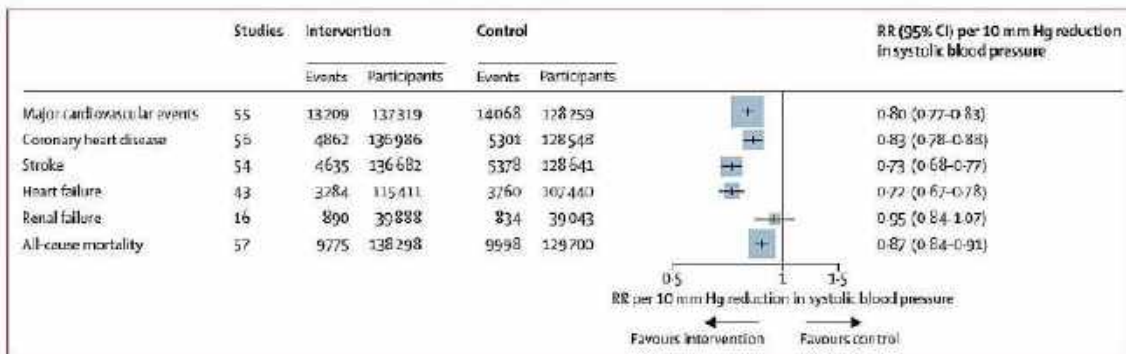 Studies Intervention Control RR (95% CI) per 10 mm Hg reduction
in systolic blood pressure
Events Participants Events Participants
Major cardiovascular events 55 13209 137319 14068 128259 0·80 (0·77–0·83)
Coronary heart disease 56 4862 136986 5301 128548 0·83 (0·78–0·88)
Stroke 54 4635 136682 5378 128641 0·73 (0·68–0·77)
Heart failure 43 3284 115411 3760 107440 0·72 (0·67–0·78)
Renal failure 16 890 39888 834 39043 0·95 (0·84–1·07)
All-cause mortality 57 9775 138298 9998 129700 0·87 (0·84–0·91)
0·5 1 1·5
RR per 10 mm Hg reduction in systolic blood pressure
Favours intervention Favours control